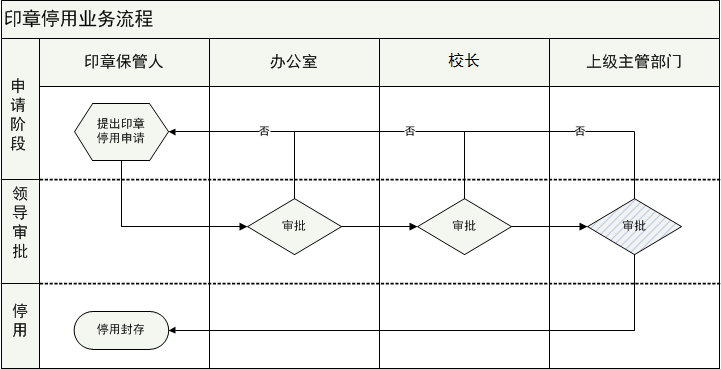 印章停用业务流程
印章保管人
办公室
校长
上级主管部门
申请阶段
提出印章
停用申请
否
否
否
领导审批
审批
审批
审批
停用
停用封存